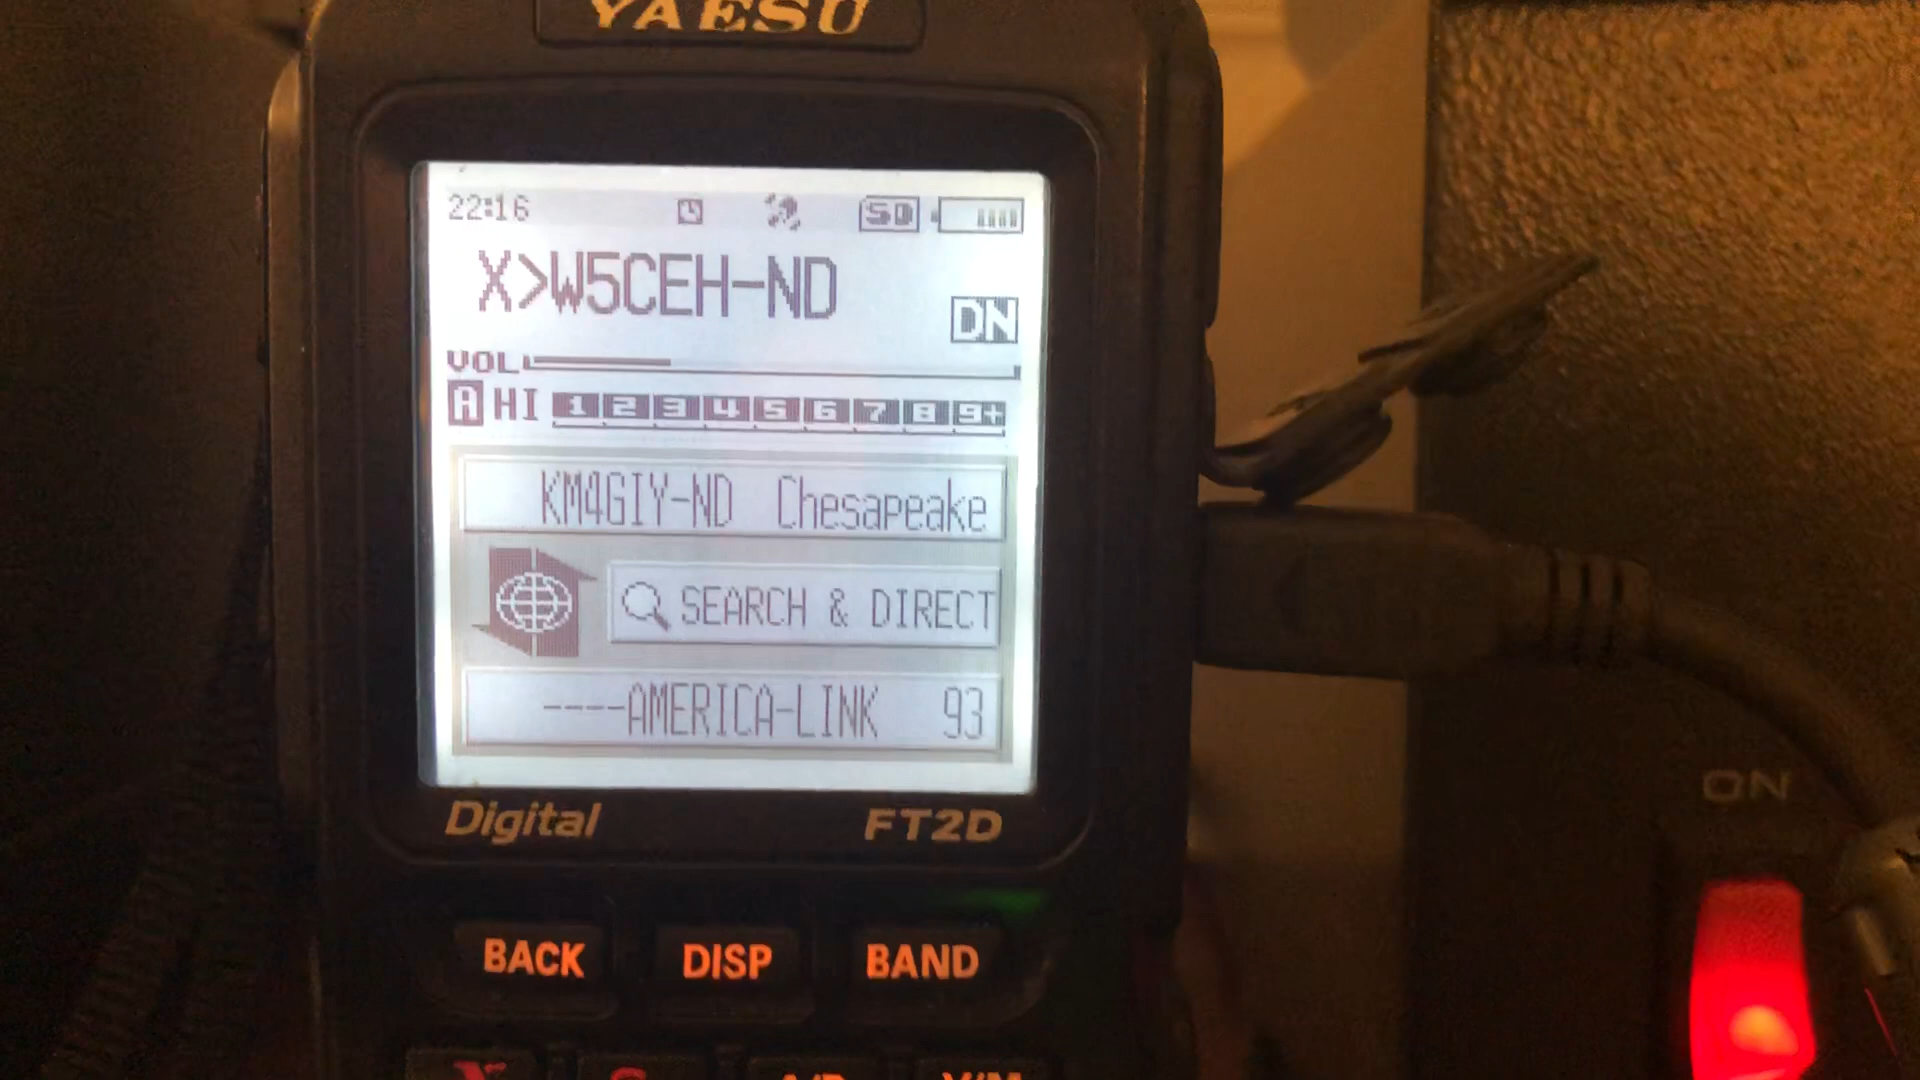 YAESU
22:16 SD
X>W5CEH-ND
DN
VOL
A HI 1 2 3 4 5 6 7 8 9+
KM4GIY-ND Chesapeake
SEARCH & DIRECT
----AMERICA-LINK 93
Digital FT2D
ON
BACK DISP BAND